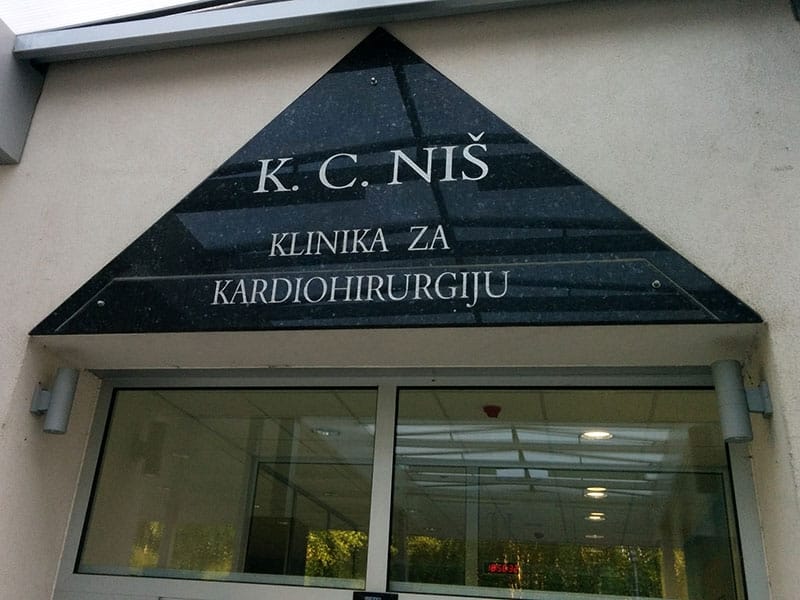 K. C. NIŠ
KLINIKA ZA
KARDIOHIRURGIJU